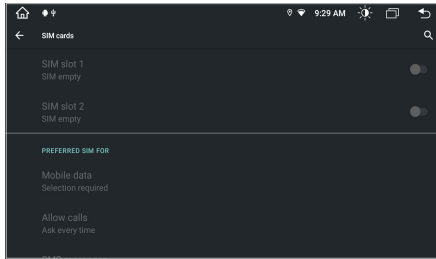 9:29 AM
SIM cards
SIM slot 1
SIM empty
SIM slot 2
SIM empty
PREFERRED SIM FOR
Mobile data
Selection required
Allow calls
Ask every time